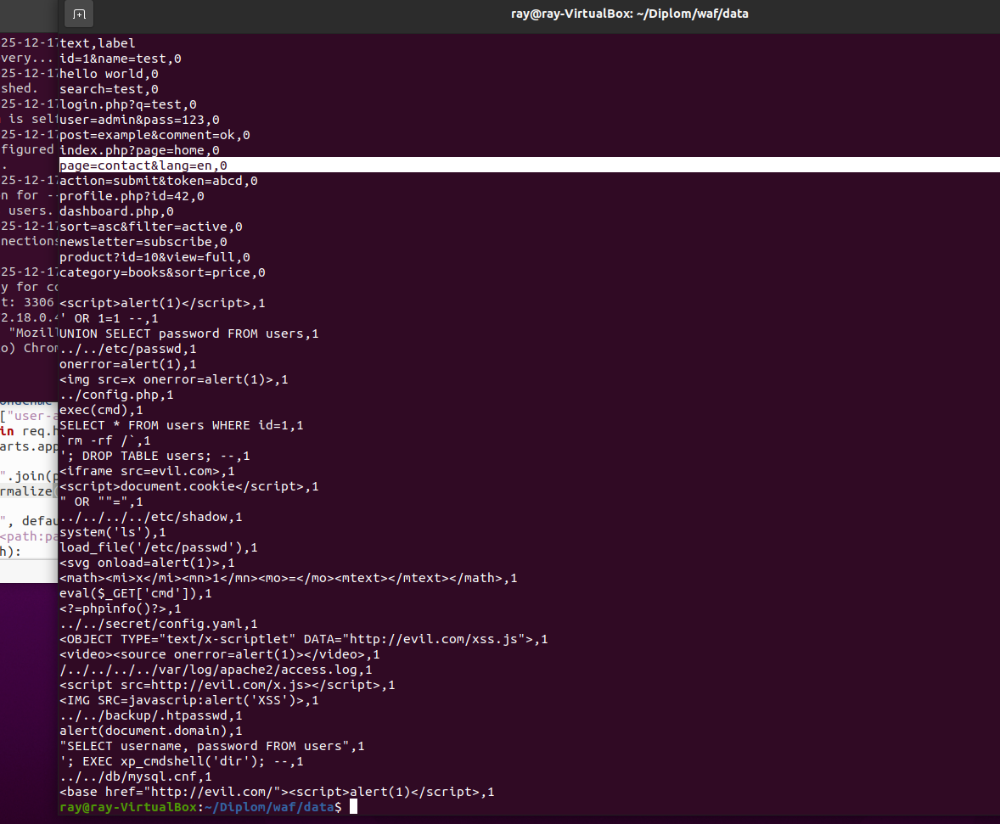 ray@ray-VirtualBox: ~/Diplom/waf/data
25-12-17
very...
25-12-17
shed.
25-12-17
is self
25-12-17
figured
.
25-12-17
n for --
users.
25-12-17
nections
25-12-17
y for co
t: 3306
2.18.0.4
"Mozill
o) Chrom
["user-a
in req.h
arts.app
".join(p
rmalize(
", defau
<path:pa
h):
text,label
id=1&name=test,0
hello world,0
search=test,0
login.php?q=test,0
user=admin&pass=123,0
post=example&comment=ok,0
index.php?page=home,0
page=contact&lang=en,0
action=submit&token=abcd,0
profile.php?id=42,0
dashboard.php,0
sort=asc&filter=active,0
newsletter=subscribe,0
product?id=10&view=full,0
category=books&sort=price,0
<script>alert(1)</script>,1
' OR 1=1 --,1
UNION SELECT password FROM users,1
../../etc/passwd,1
onerror=alert(1),1
<img src=x onerror=alert(1)>,1
../config.php,1
exec(cmd),1
SELECT * FROM users WHERE id=1,1
`rm -rf /`,1
'; DROP TABLE users; --,1
<iframe src=evil.com>,1
<script>document.cookie</script>,1
" OR ""=",1
../../../../etc/shadow,1
system('ls'),1
load_file('/etc/passwd'),1
<svg onload=alert(1)>,1
<math><mi>x</mi><mn>1</mn><mo>=</mo><mtext></mtext></math>,1
eval($_GET['cmd']),1
<?=phpinfo()?>,1
../../secret/config.yaml,1
<OBJECT TYPE="text/x-scriptlet" DATA="http://evil.com/xss.js">,1
<video><source onerror=alert(1)></video>,1
/../../../../var/log/apache2/access.log,1
<script src=http://evil.com/x.js></script>,1
<IMG SRC=javascrip:alert('XSS')>,1
../../backup/.htpasswd,1
alert(document.domain),1
"SELECT username, password FROM users",1
'; EXEC xp_cmdshell('dir'); --,1
../../db/mysql.cnf,1
<base href="http://evil.com/"><script>alert(1)</script>,1
ray@ray-VirtualBox:~/Diplom/waf/data$